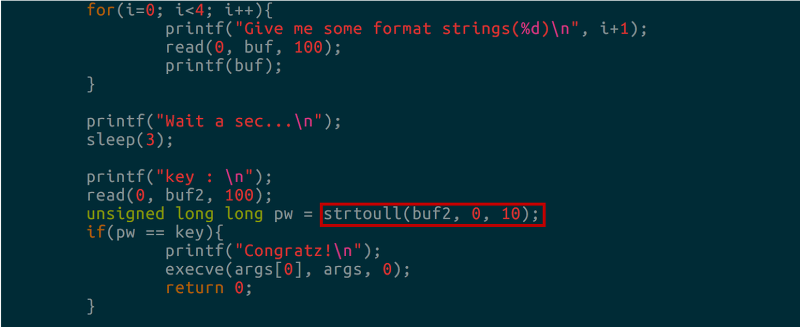 for(i=0; i<4; i++){
printf("Give me some format strings(%d)\n", i+1);
read(0, buf, 100);
printf(buf);
}
printf("Wait a sec...\n");
sleep(3);
printf("key : \n");
read(0, buf2, 100);
unsigned long long pw = strtoull(buf2, 0, 10);
if(pw == key){
printf("Congratz!\n");
execve(args[0], args, 0);
return 0;
}